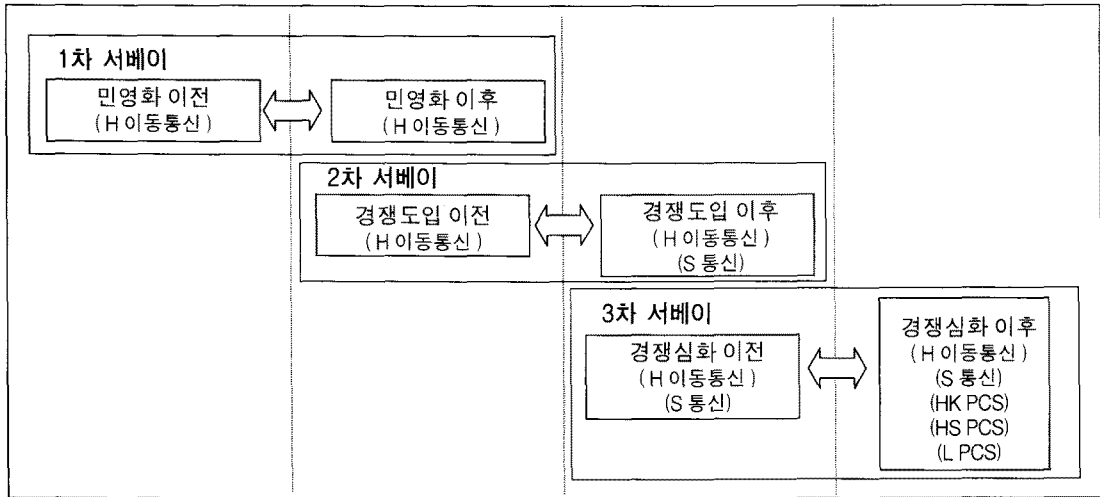 1차 서베이
민영화 이전
(H 이동통신)
민영화 이후
(H 이동통신)
2차 서베이
경쟁도입 이전
(H 이동통신)
경쟁도입 이후
(H 이동통신)
(S 통신)
3차 서베이
경쟁심화 이전
(H 이동통신)
(S 통신)
경쟁심화 이후
(H 이동통신)
(S 통신)
(HK PCS)
(HS PCS)
(L PCS)